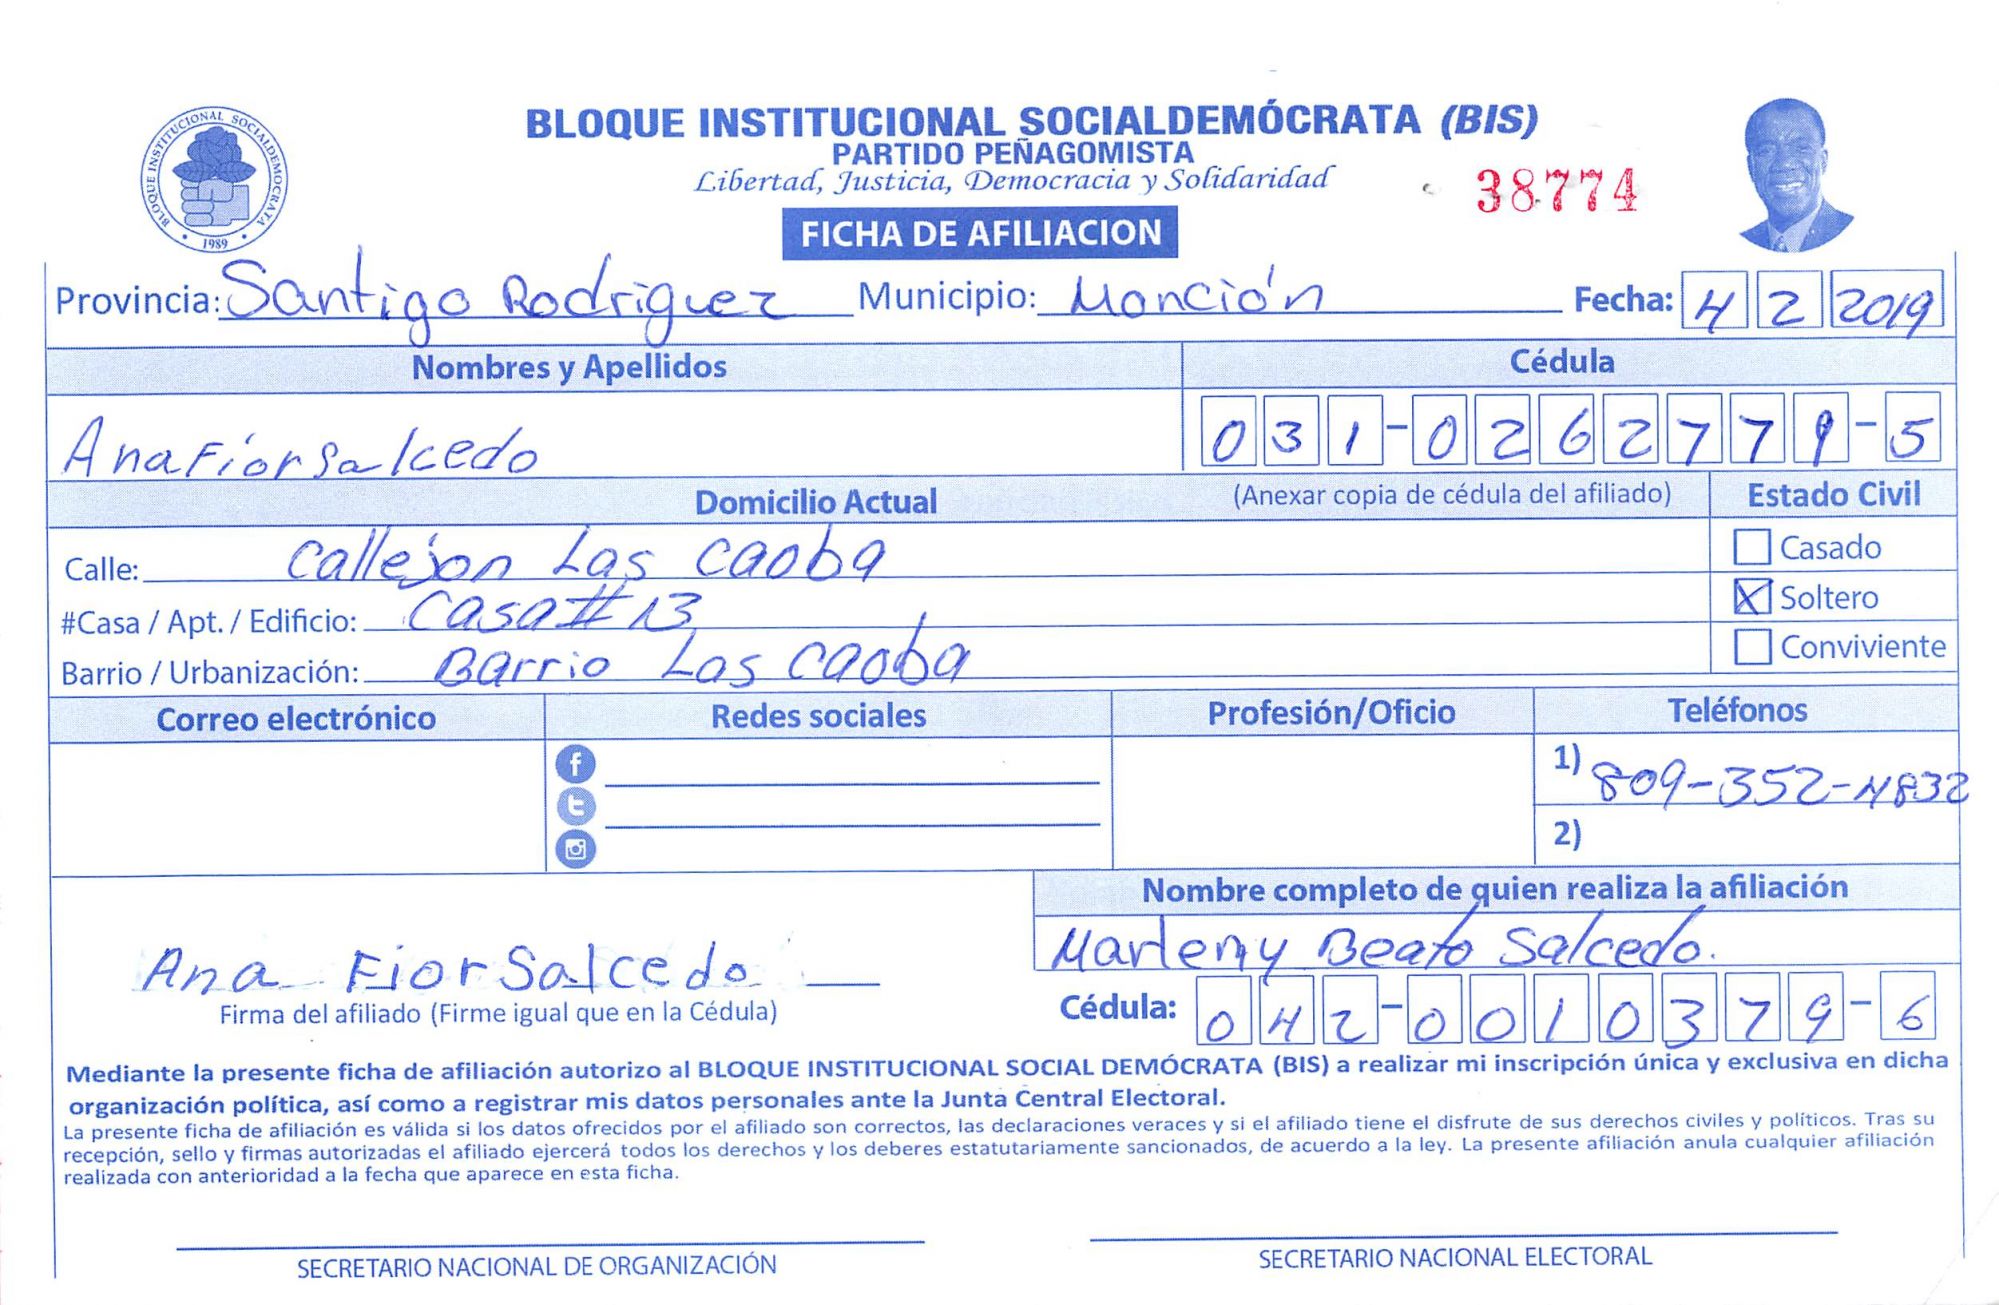 BLOQUE INSTITUCIONAL SOCIALDEMÓCRATA (BIS)
PARTIDO PEÑAGOMISTA
Libertad, Justicia, Democracia y Solidaridad
BLOQUE INSTITUCIONAL SOCIALDEMOCRATA
1989
38774
FICHA DE AFILIACION
Provincia: Santigo Rodriguez Municipio: Monción Fecha: 4 2 2019
Nombres y Apellidos Cédula
Ana Fior Salcedo 031-0262779-5
Domicilio Actual (Anexar copia de cédula del afiliado) Estado Civil
Calle: Callejon Las Caoba Casado
#Casa / Apt. / Edificio: Casa # 13 X Soltero
Barrio / Urbanización: Barrio Las Caoba Conviviente
Correo electrónico Redes sociales Profesión/Oficio Teléfonos
1) 809-352-4832
2)
Nombre completo de quien realiza la afiliación
Marleny Beato Salcedo.
Ana Fior Salcedo
Firma del afiliado (Firme igual que en la Cédula) Cédula: 042-0010379-6
Mediante la presente ficha de afiliación autorizo al BLOQUE INSTITUCIONAL SOCIAL DEMÓCRATA (BIS) a realizar mi inscripción única y exclusiva en dicha
organización política, así como a registrar mis datos personales ante la Junta Central Electoral.
La presente ficha de afiliación es válida si los datos ofrecidos por el afiliado son correctos, las declaraciones veraces y si el afiliado tiene el disfrute de sus derechos civiles y políticos. Tras su
recepción, sello y firmas autorizadas el afiliado ejercerá todos los derechos y los deberes estatutariamente sancionados, de acuerdo a la ley. La presente afiliación anula cualquier afiliación
realizada con anterioridad a la fecha que aparece en esta ficha.
SECRETARIO NACIONAL DE ORGANIZACIÓN SECRETARIO NACIONAL ELECTORAL